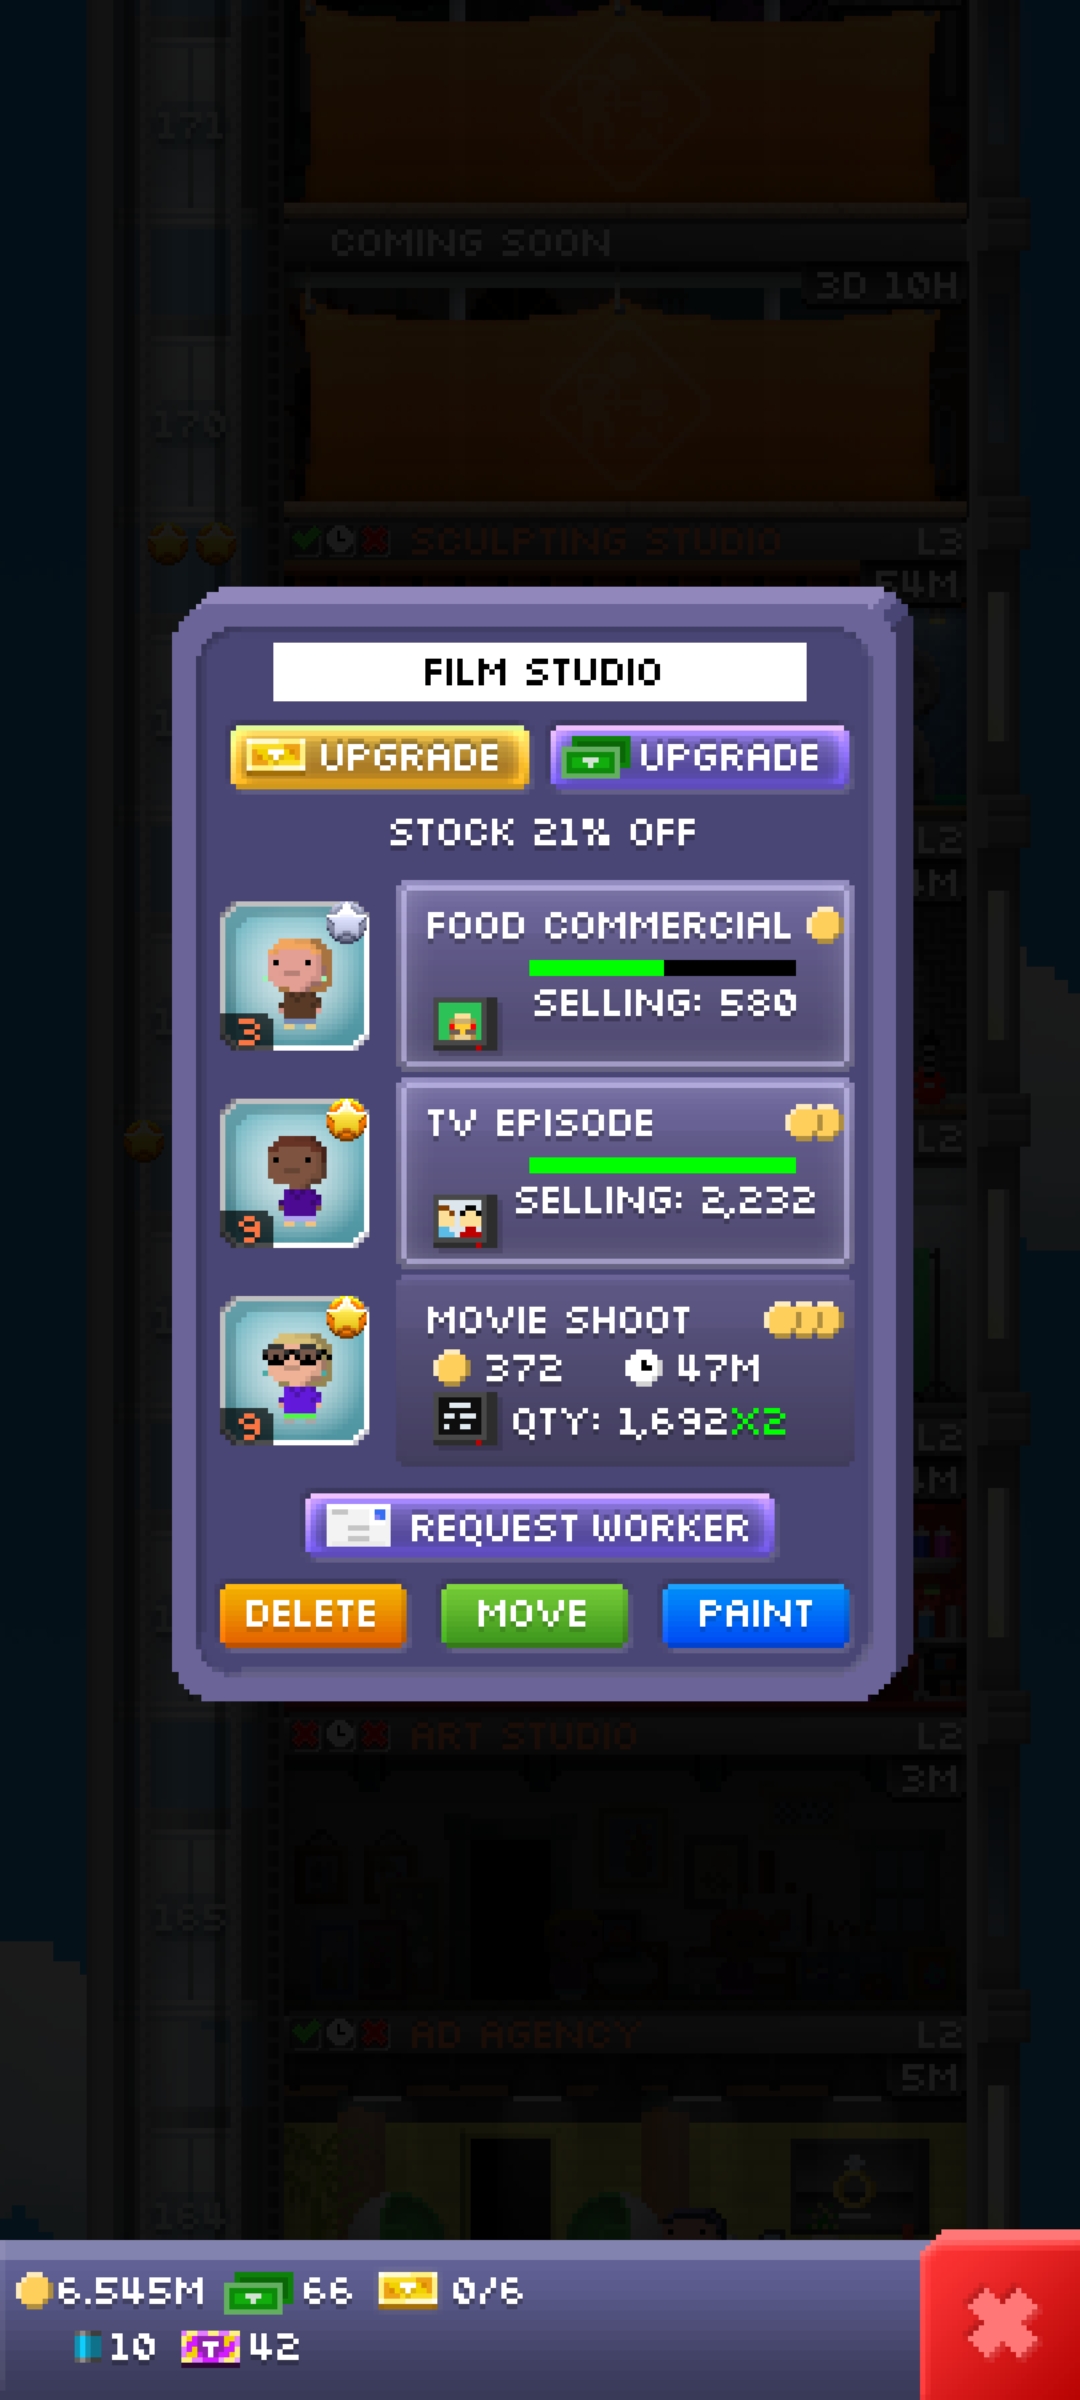 171
COMING SOON
3D 10H
170
SCULPTING STUDIO L3
54M
FILM STUDIO
UPGRADE UPGRADE
STOCK 21% OFF
L2
FOOD COMMERCIAL
SELLING: 580
3
TV EPISODE
L2
SELLING: 2,232
9
MOVIE SHOOT
372 47M
9 QTY: 1,692X2
L2
REQUEST WORKER
DELETE MOVE PAINT
ART STUDIO L2
3M
165
AD AGENCY L2
5M
164
6.545M 66 0/6
10 T 42